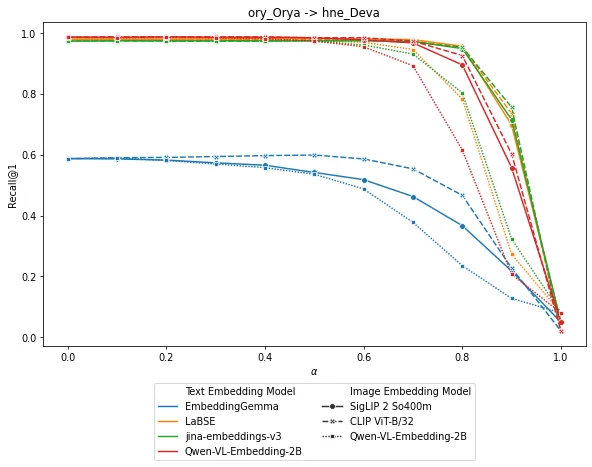 ory_Orya -> hne_Deva
1.0
0.8
0.6
0.4
0.2
0.0
Recall@1
0.0 0.2 0.4 0.6 0.8 1.0
α
Text Embedding Model
EmbeddingGemma
LaBSE
jina-embeddings-v3
Qwen-VL-Embedding-2B
Image Embedding Model
SigLIP 2 So400m
CLIP ViT-B/32
Qwen-VL-Embedding-2B